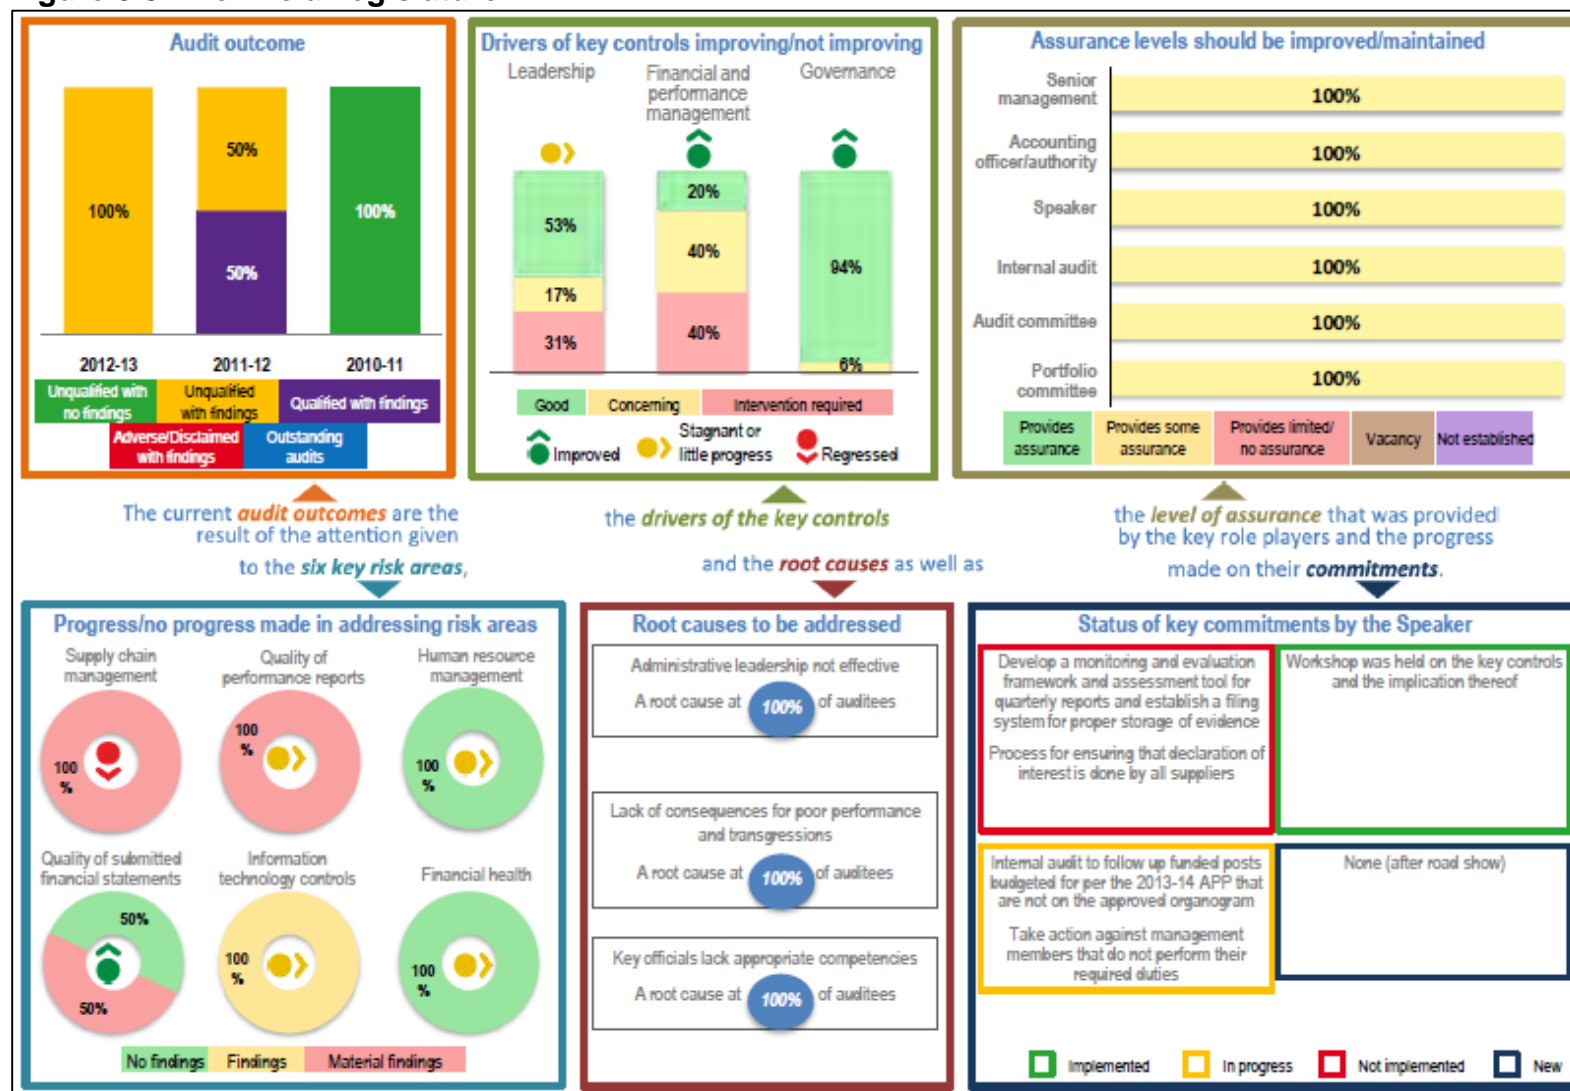 Audit outcome
100%
50%
50%
100%
2012-13
2011-12
2010-11
Unqualified with
no findings
Unqualified
with findings
Qualified with findings
Adverse/Disclaimed
with findings
Outstanding
audits
Drivers of key controls improving/not improving
Leadership
Financial and
performance
management
Governance
53%
17%
31%
20%
40%
40%
94%
6%
Good
Concerning
Intervention required
Improved
Stagnant or
little progress
Regressed
Assurance levels should be improved/maintained
Senior
management
100%
Accounting
officer/authority
100%
Speaker
100%
Internal audit
100%
Audit committee
100%
Portfolio
committee
100%
Provides
assurance
Provides some
assurance
Provides limited/
no assurance
Vacancy
Not established
The current audit outcomes are the
result of the attention given
to the six key risk areas,
the drivers of the key controls
and the root causes as well as
the level of assurance that was provided
by the key role players and the progress
made on their commitments.
Progress/no progress made in addressing risk areas
Supply chain
management
100
%
Quality of
performance reports
100
%
Human resource
management
100
%
Quality of submitted
financial statements
50%
50%
Information
technology controls
100
%
Financial health
100
%
No findings
Findings
Material findings
Root causes to be addressed
Administrative leadership not effective
A root cause at 100% of auditees
Lack of consequences for poor performance
and transgressions
A root cause at 100% of auditees
Key officials lack appropriate competencies
A root cause at 100% of auditees
Status of key commitments by the Speaker
Develop a monitoring and evaluation
framework and assessment tool for
quarterly reports and establish a filing
system for proper storage of evidence
Process for ensuring that declaration of
interest is done by all suppliers
Workshop was held on the key controls
and the implication thereof
Internal audit to follow up funded posts
budgeted for per the 2013-14 APP that
are not on the approved organogram
Take action against management
members that do not perform their
required duties
None (after road show)
Implemented
In progress
Not implemented
New